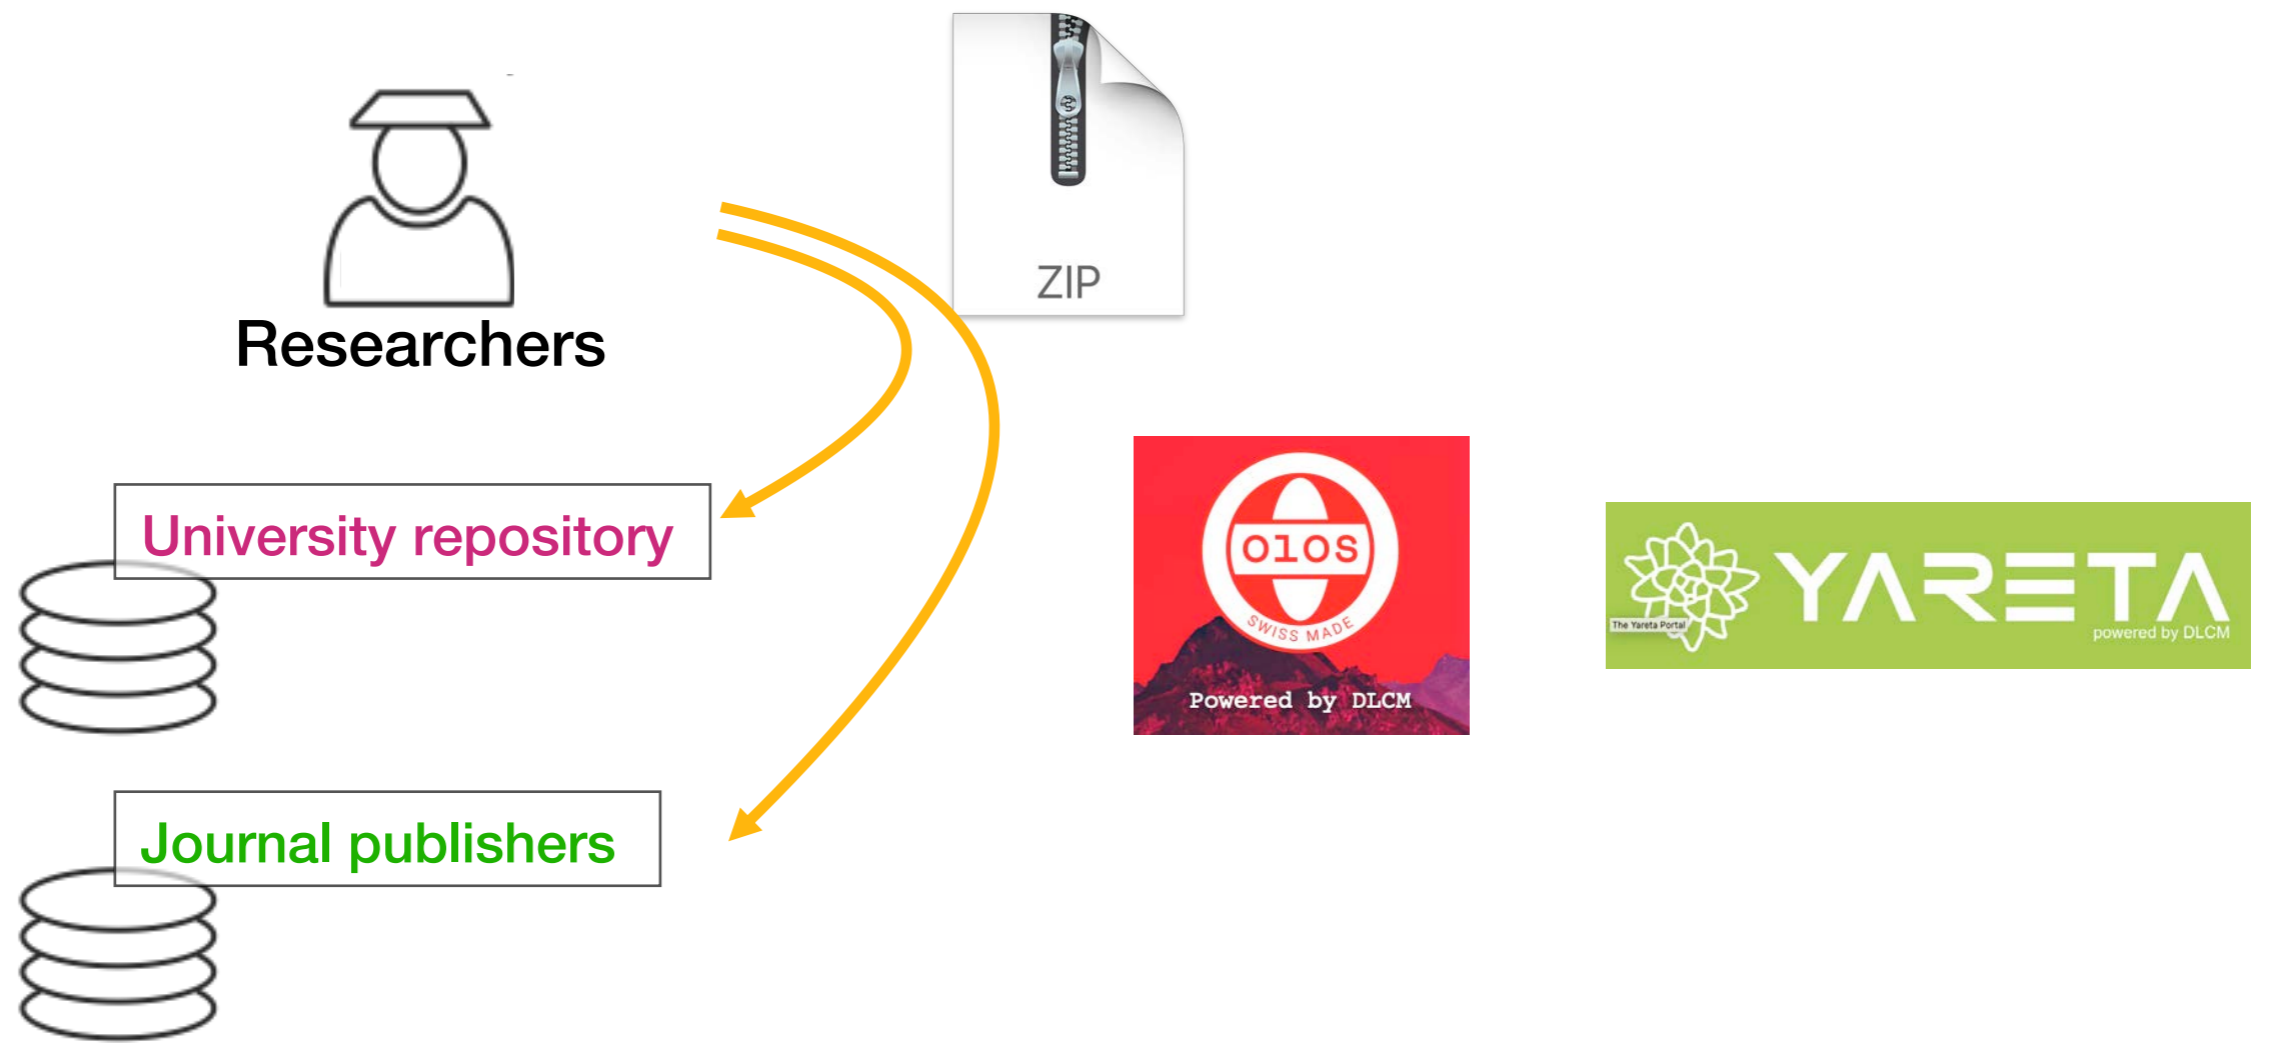 ZIP
Researchers
University repository
OlOS
SWISS MADE
Powered by DLCM
YARETA
The Yareta Portal
powered by DLCM
Journal publishers